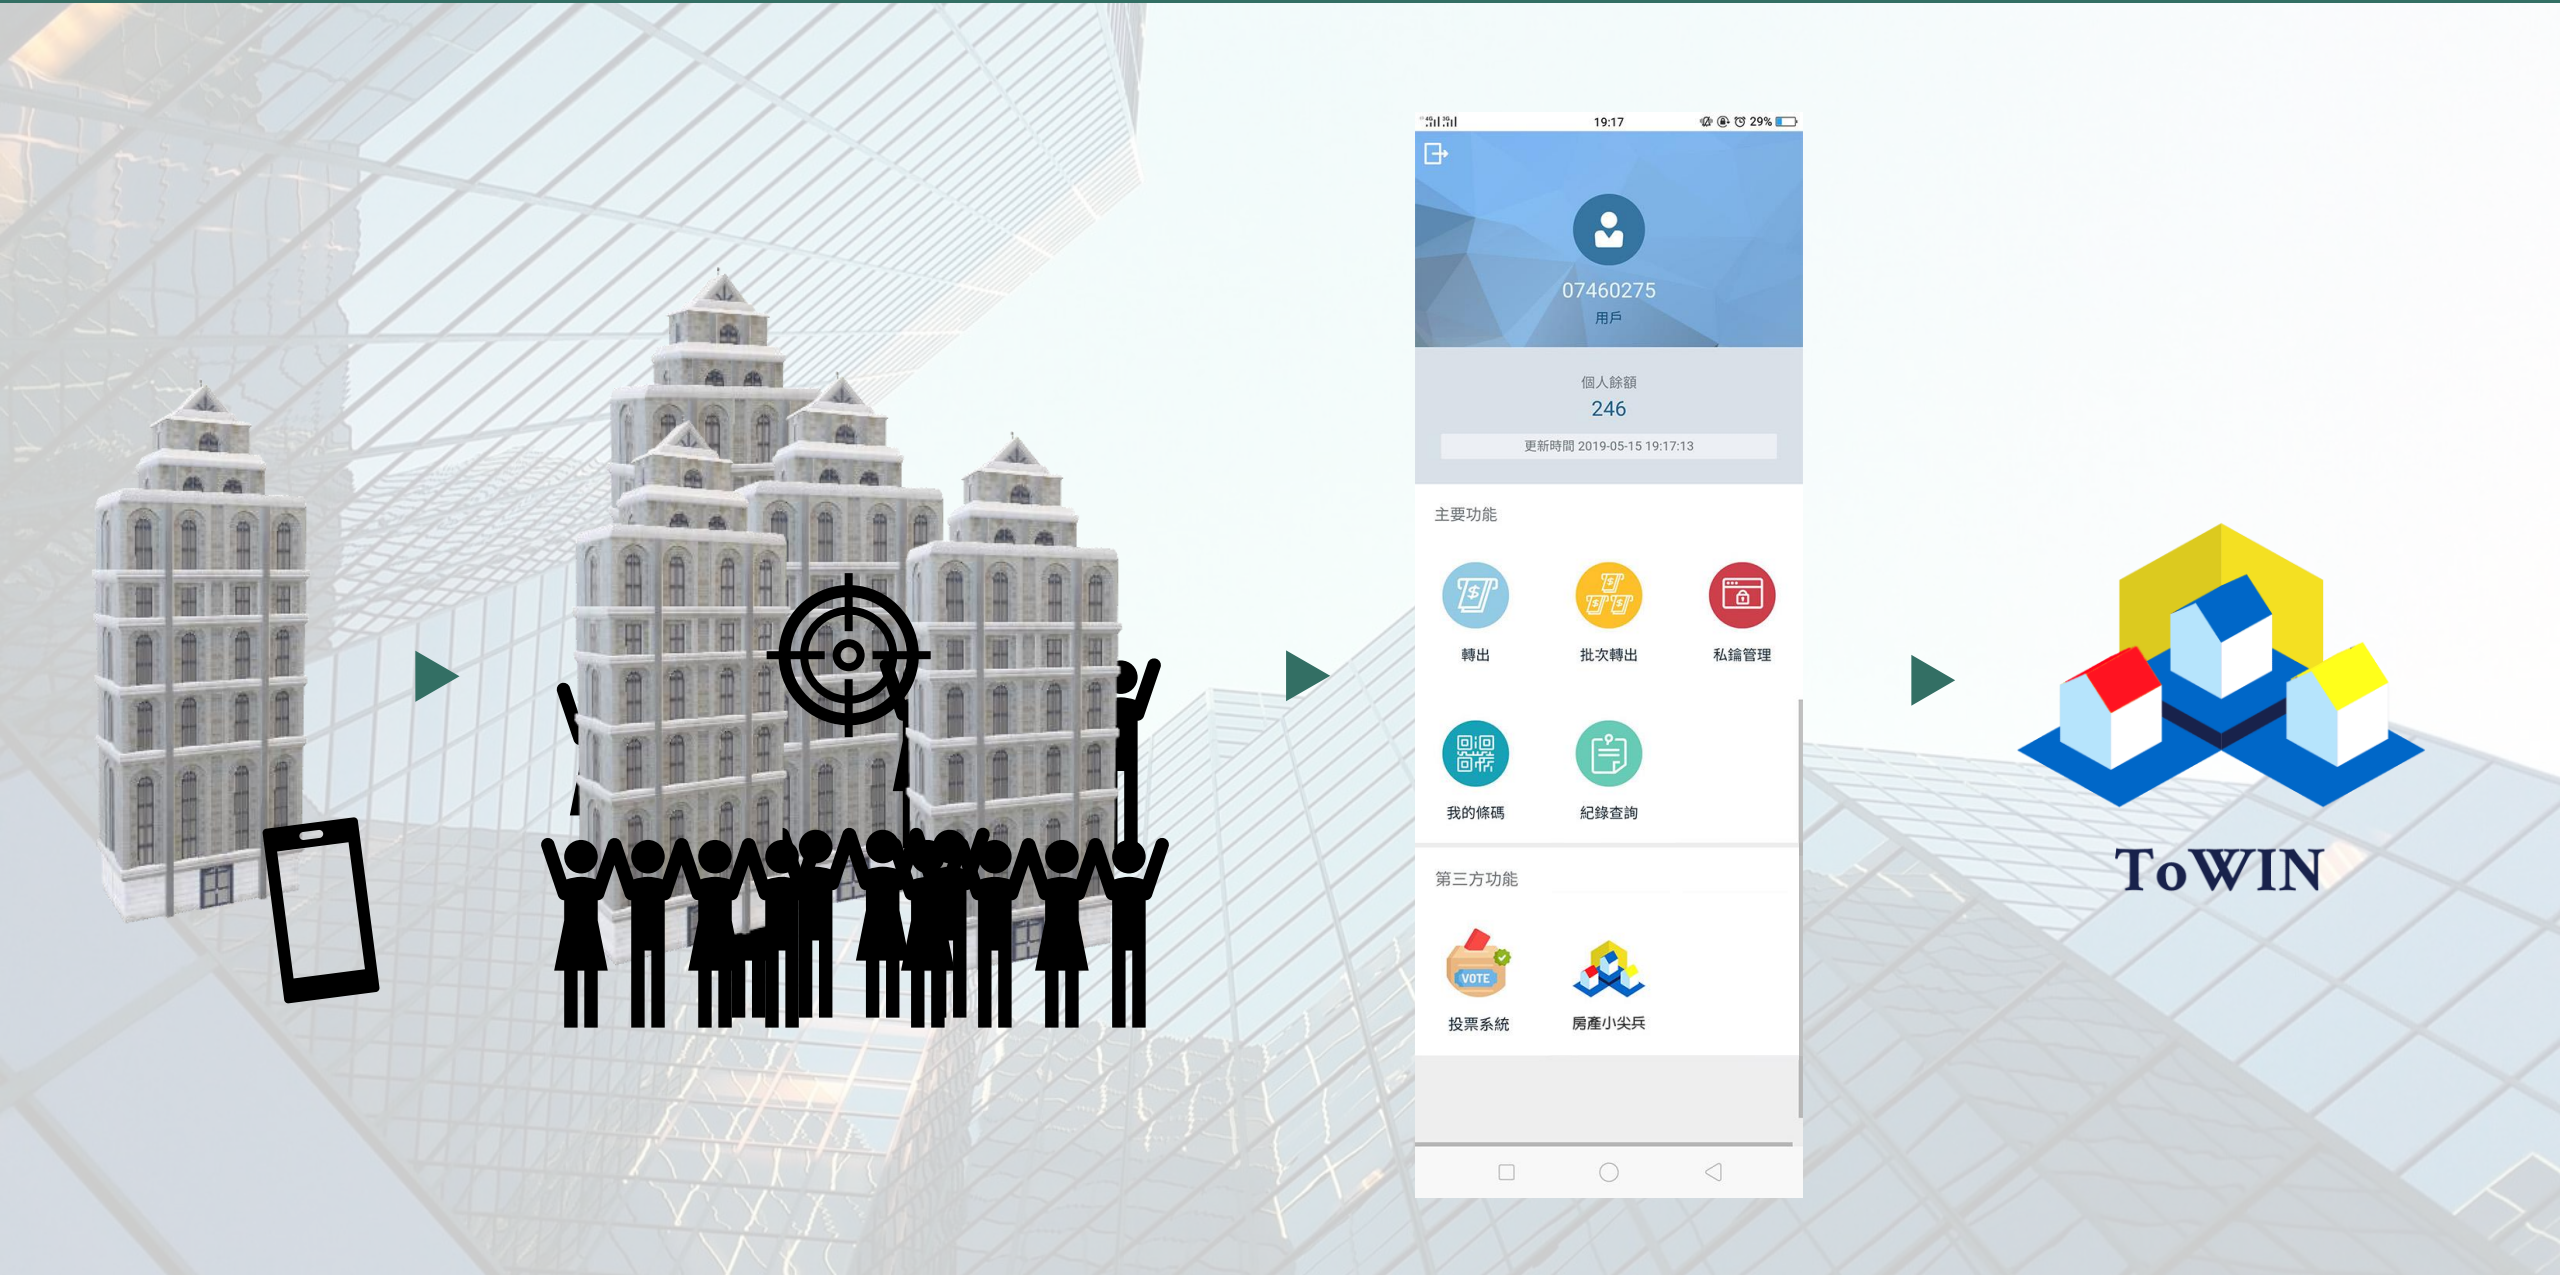 19:17
29%
07460275
用戶
個人餘額
246
更新時間 2019-05-15 19:17:13
主要功能
轉出
批次轉出
私鑰管理
我的條碼
紀錄查詢
第三方功能
VOTE
投票系統
房產小尖兵
ToWIN